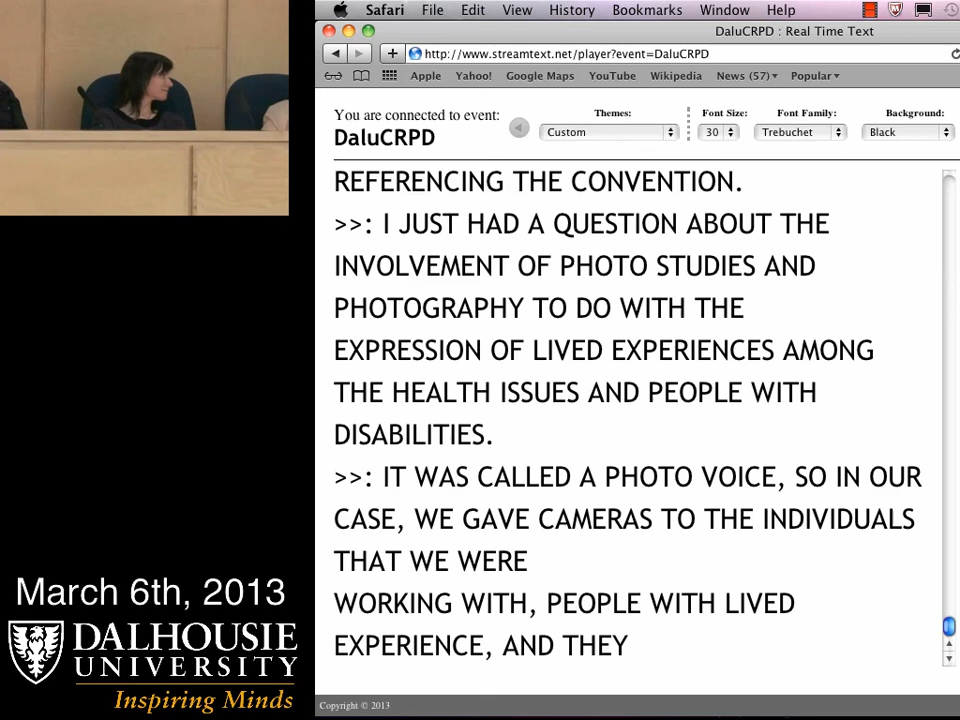 Safari File Edit View History Bookmarks Window Help
DaluCRPD : Real Time Text
http://www.streamtext.net/player?event=DaluCRPD
Apple Yahoo! Google Maps YouTube Wikipedia News (57) Popular
You are connected to event:
DaluCRPD
Themes: Font Size: Font Family: Background:
Custom 30 Trebuchet Black
REFERENCING THE CONVENTION.
>>: I JUST HAD A QUESTION ABOUT THE
INVOLVEMENT OF PHOTO STUDIES AND
PHOTOGRAPHY TO DO WITH THE
EXPRESSION OF LIVED EXPERIENCES AMONG
THE HEALTH ISSUES AND PEOPLE WITH
DISABILITIES.
>>: IT WAS CALLED A PHOTO VOICE, SO IN OUR
CASE, WE GAVE CAMERAS TO THE INDIVIDUALS
THAT WE WERE
WORKING WITH, PEOPLE WITH LIVED
EXPERIENCE, AND THEY
Copyright © 2013
March 6th, 2013
DALHOUSIE
UNIVERSITY
Inspiring Minds